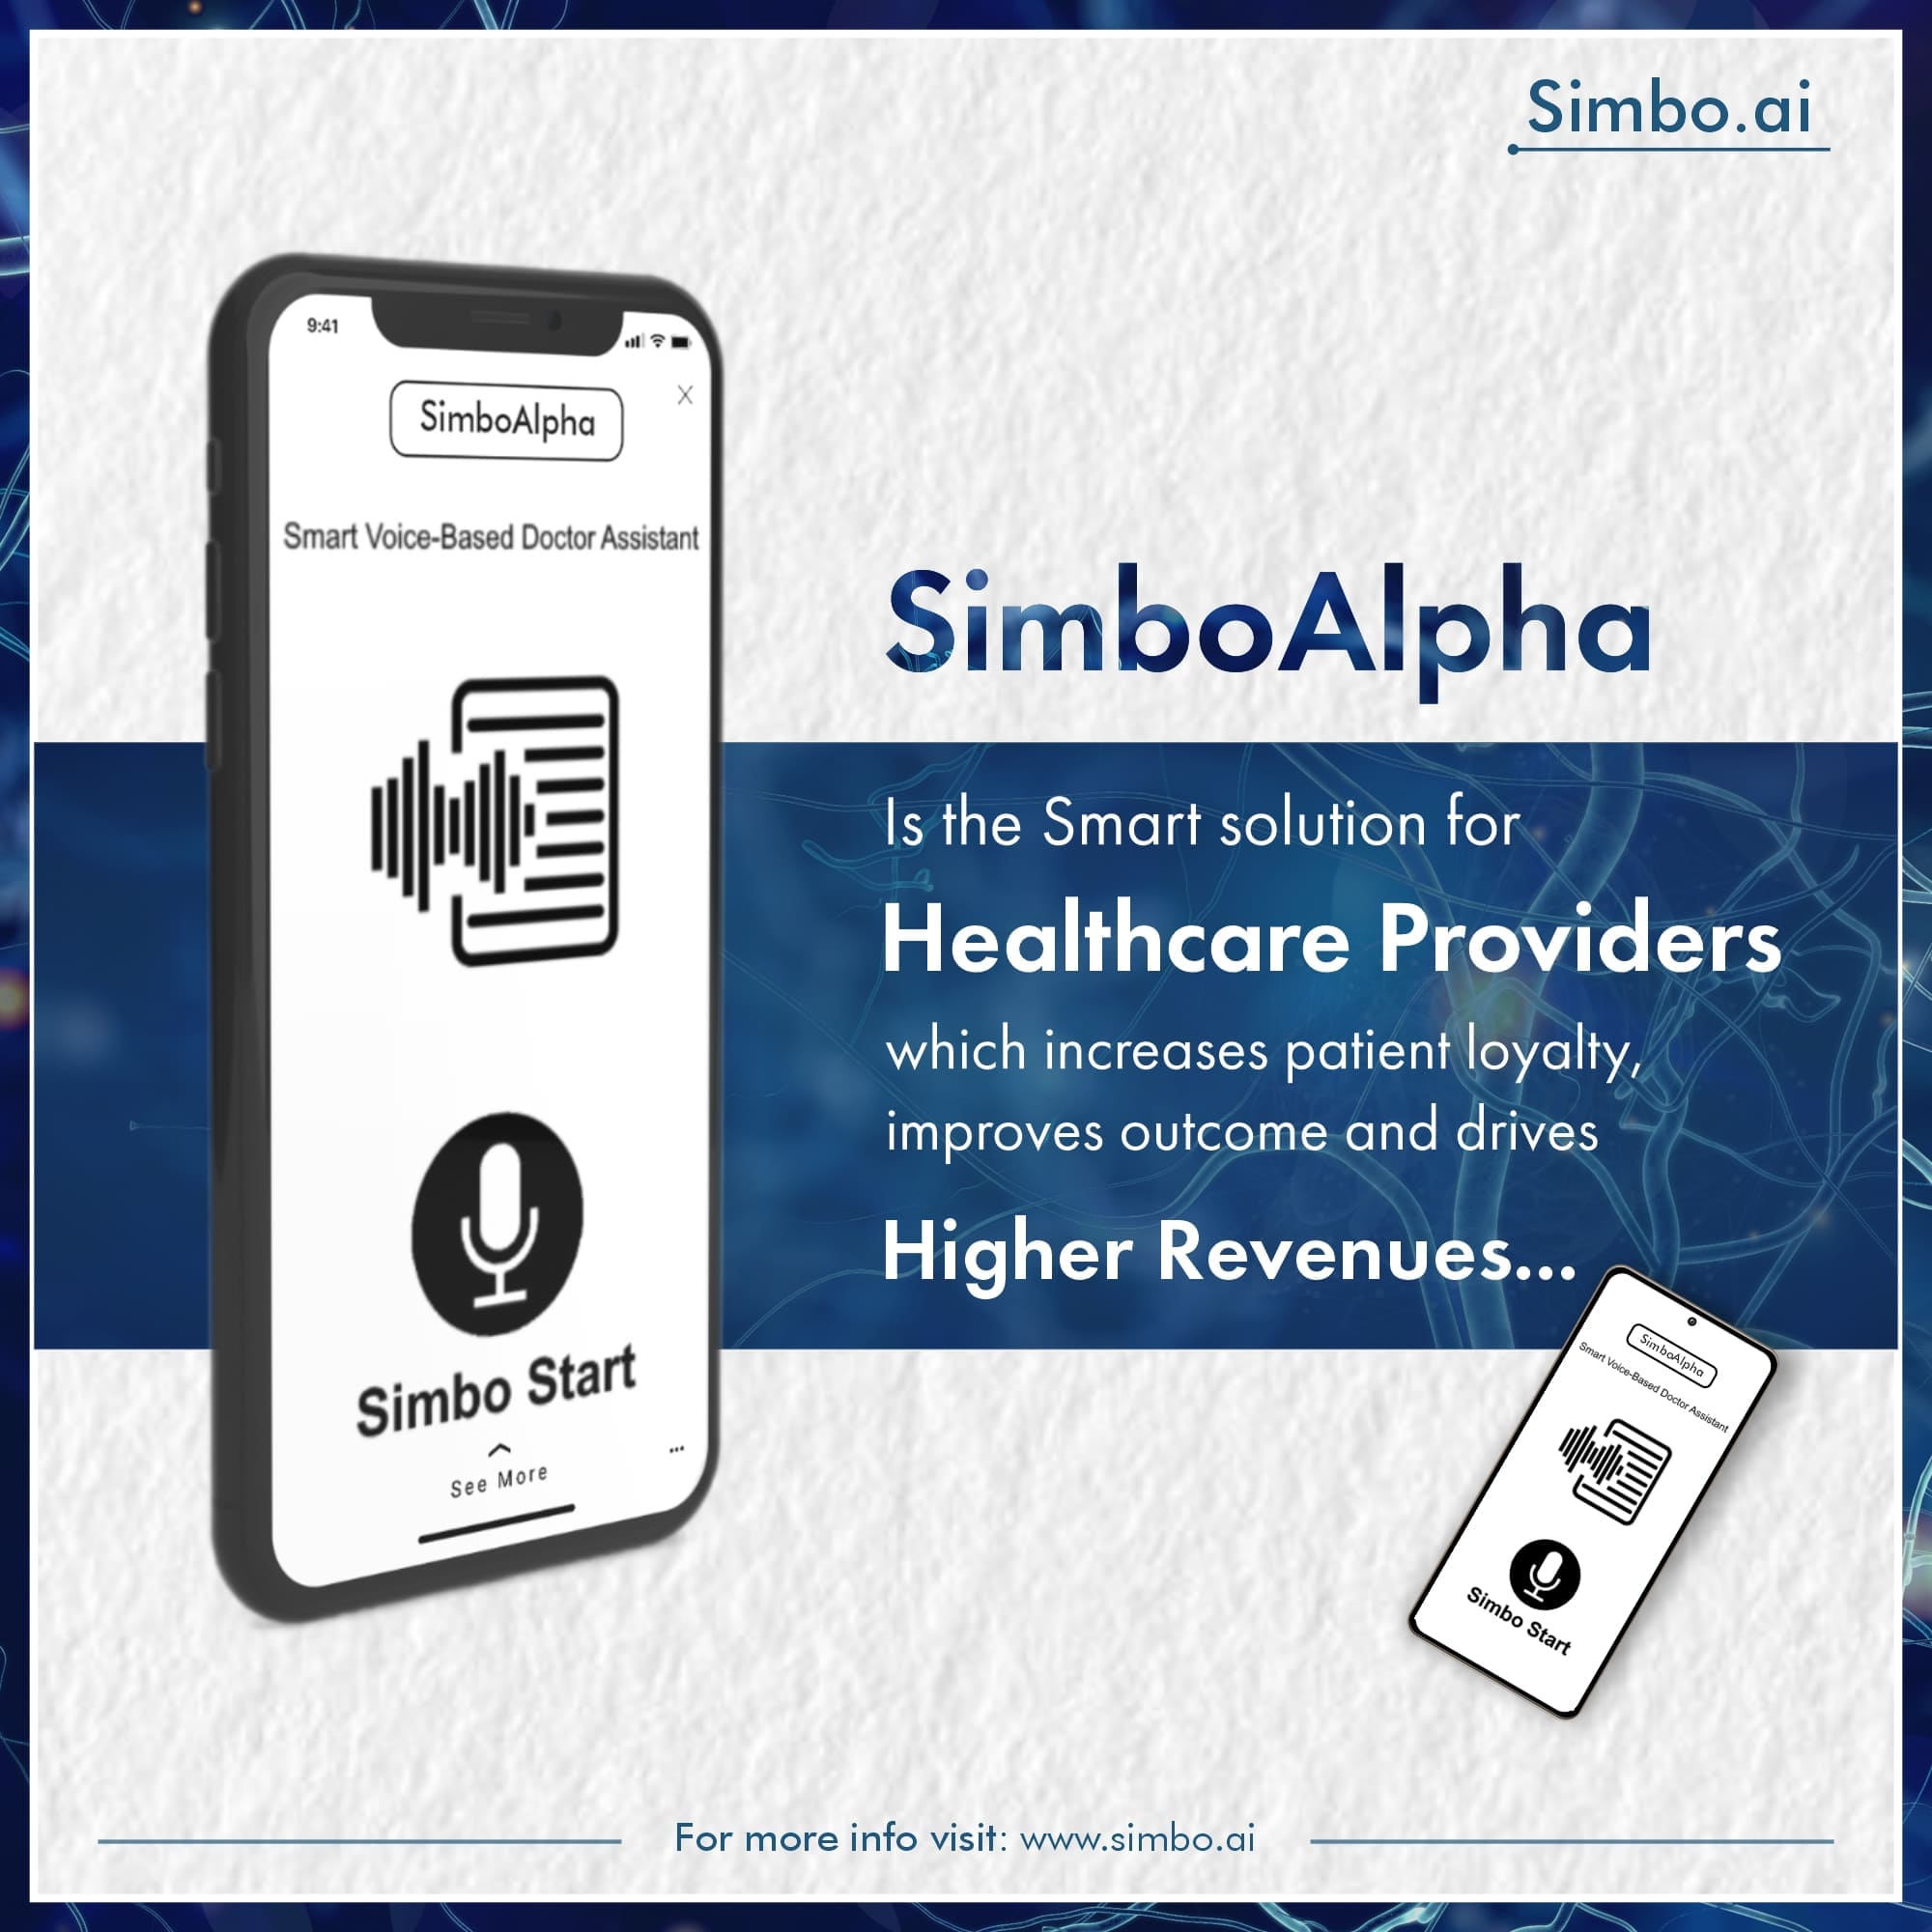 Simbo.ai
9:41
SimboAlpha
X
Smart Voice-Based Doctor Assistant
Simbo Start
See More
...
SimboAlpha
Is the Smart solution for
Healthcare Providers
which increases patient loyalty,
improves outcome and drives
Higher Revenues...
SimboAlpha
Smart Voice-Based Doctor Assistant
Simbo Start
For more info visit: www.simbo.ai